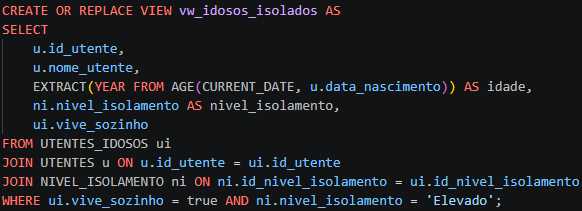 CREATE OR REPLACE VIEW vw_idosos_isolados AS
SELECT
    u.id_utente,
    u.nome_utente,
    EXTRACT(YEAR FROM AGE(CURRENT_DATE, u.data_nascimento)) AS idade,
    ni.nivel_isolamento AS nivel_isolamento,
    ui.vive_sozinho
FROM UTENTES_IDOSOS ui
JOIN UTENTES u ON u.id_utente = ui.id_utente
JOIN NIVEL_ISOLAMENTO ni ON ni.id_nivel_isolamento = ui.id_nivel_isolamento
WHERE ui.vive_sozinho = true AND ni.nivel_isolamento = 'Elevado';